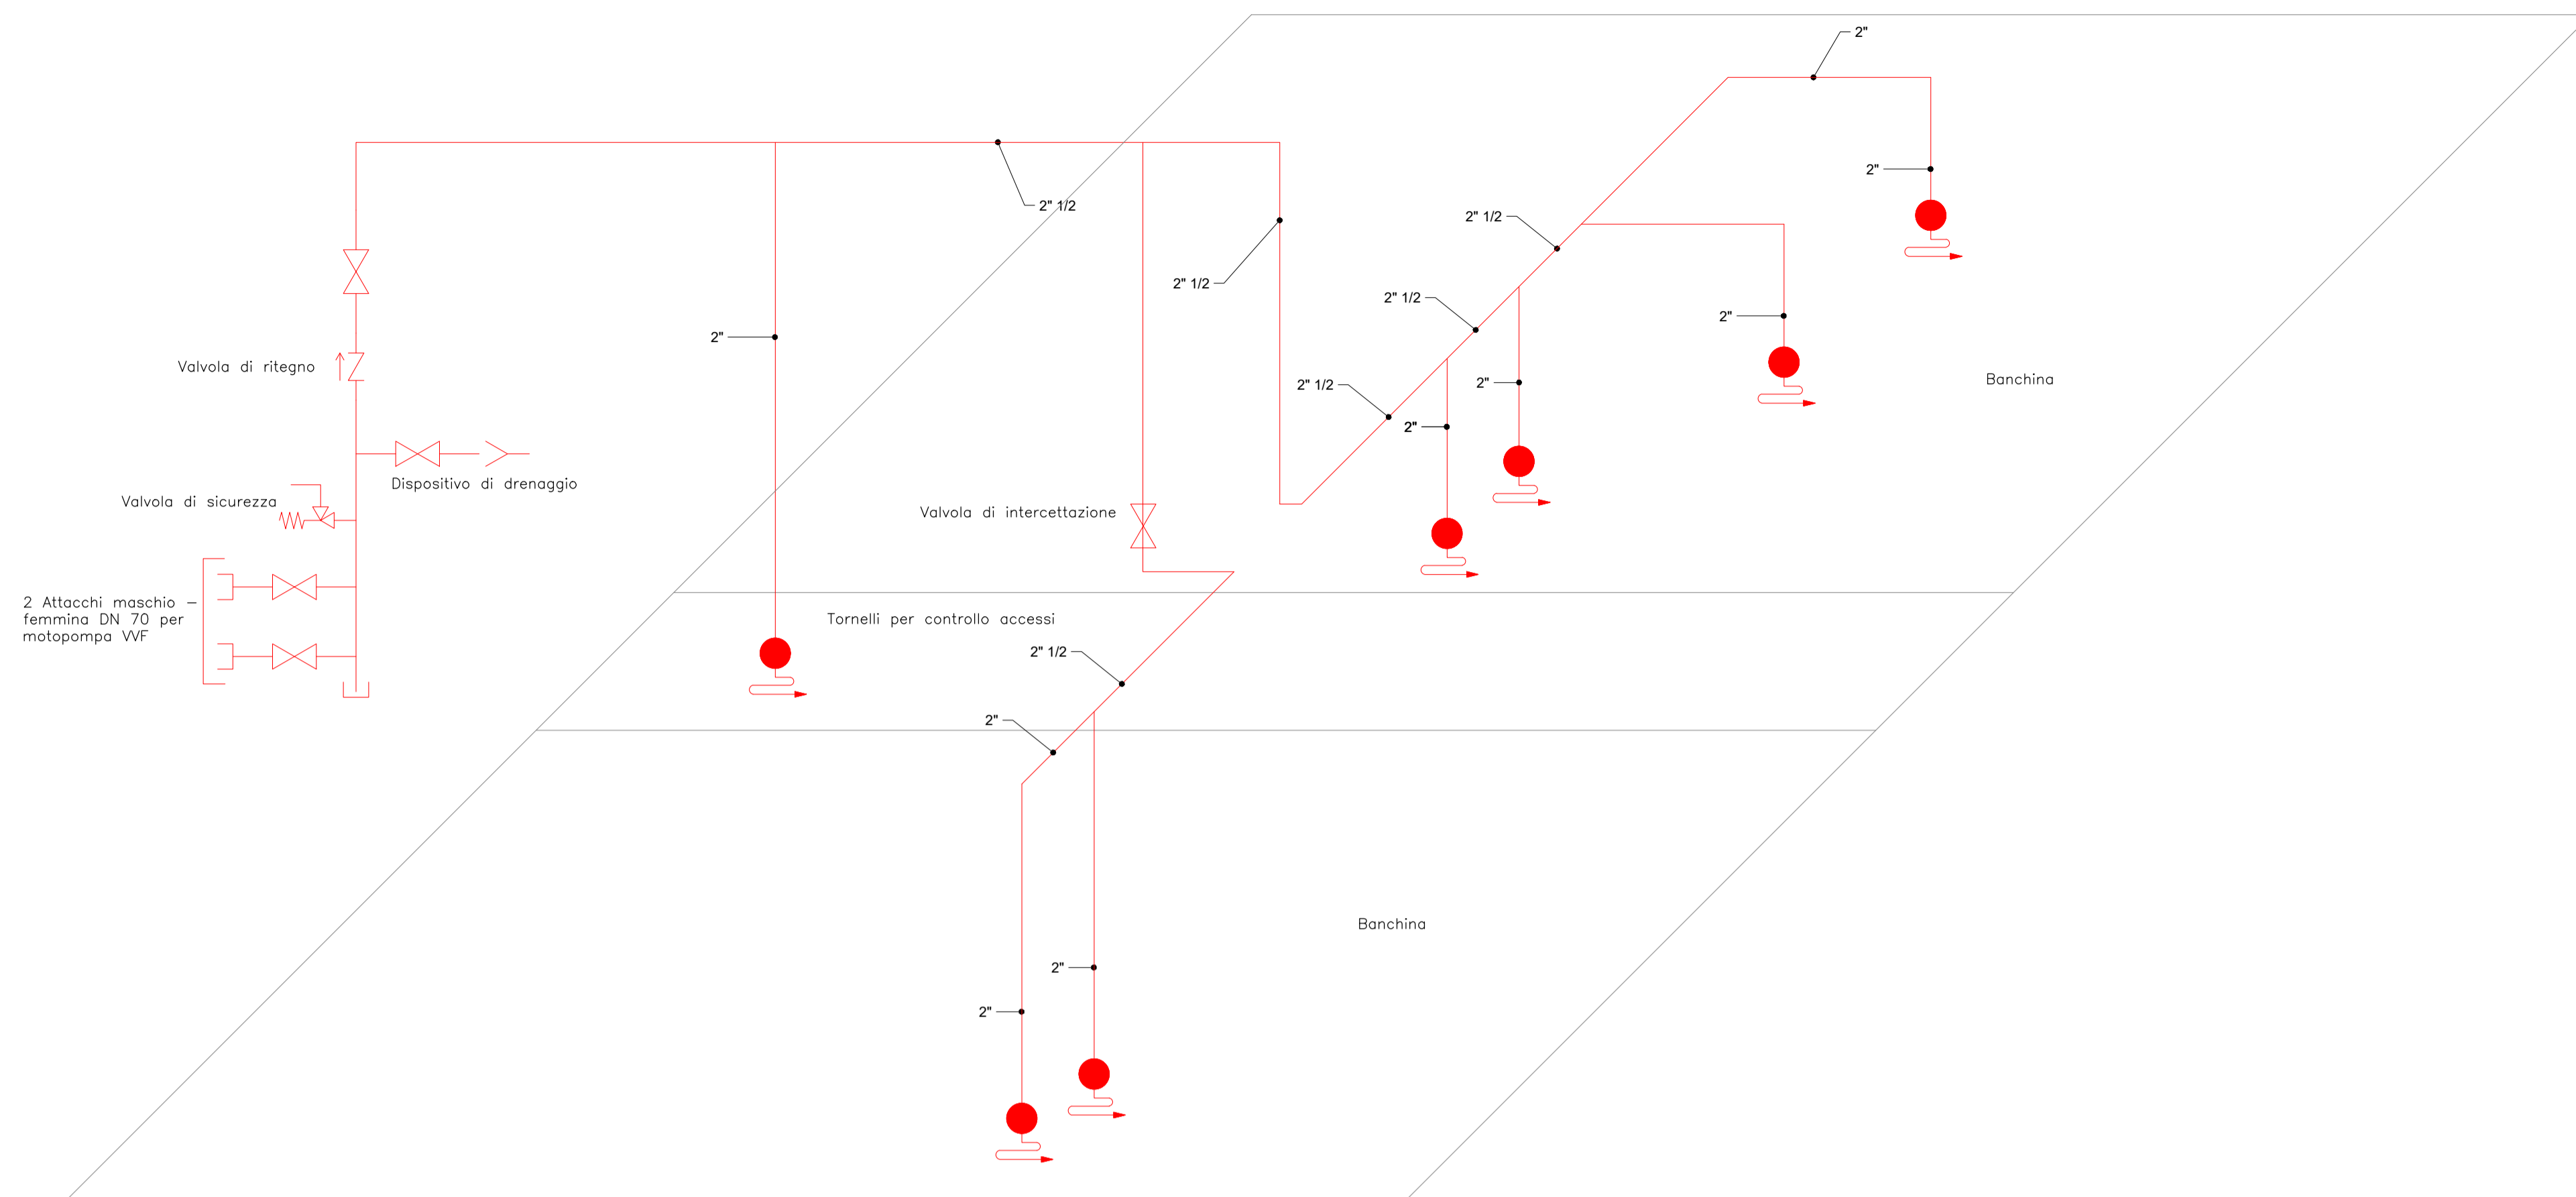 2"
2"
2" 1/2
2" 1/2
2" 1/2
2" 1/2
2"
2"
Valvola di ritegno
Banchina
2" 1/2
2"
2"
Dispositivo di drenaggio
Valvola di sicurezza
Valvola di intercettazione
2 Attacchi maschio –
femmina DN 70 per
motopompa VVF
Tornelli per controllo accessi
2" 1/2
2"
Banchina
2"
2"